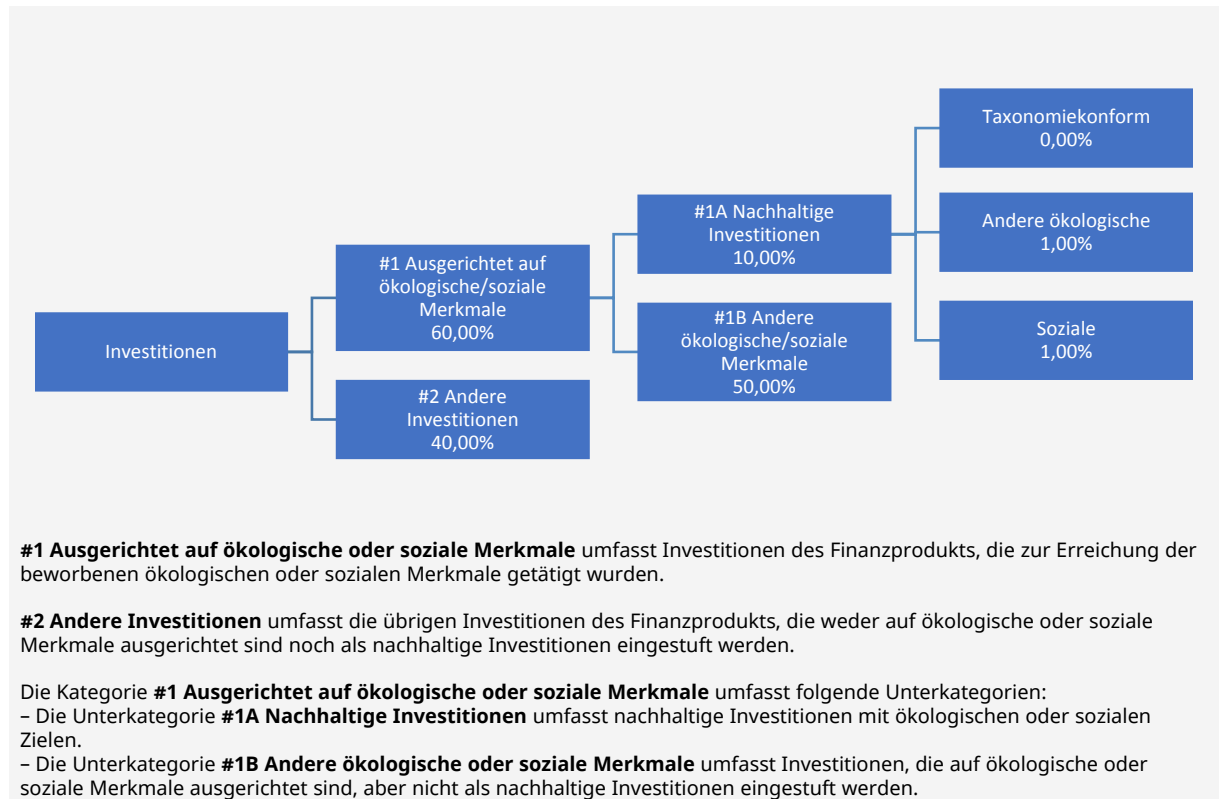 Investitionen
#1 Ausgerichtet auf
ökologische/soziale
Merkmale
60,00%
#2 Andere
Investitionen
40,00%
#1A Nachhaltige
Investitionen
10,00%
#1B Andere
ökologische/soziale
Merkmale
50,00%
Taxonomiekonform
0,00%
Andere ökologische
1,00%
Soziale
1,00%
#1 Ausgerichtet auf ökologische oder soziale Merkmale umfasst Investitionen des Finanzprodukts, die zur Erreichung der
beworbenen ökologischen oder sozialen Merkmale getätigt wurden.
#2 Andere Investitionen umfasst die übrigen Investitionen des Finanzprodukts, die weder auf ökologische oder soziale
Merkmale ausgerichtet sind noch als nachhaltige Investitionen eingestuft werden.
Die Kategorie #1 Ausgerichtet auf ökologische oder soziale Merkmale umfasst folgende Unterkategorien:
– Die Unterkategorie #1A Nachhaltige Investitionen umfasst nachhaltige Investitionen mit ökologischen oder sozialen
Zielen.
– Die Unterkategorie #1B Andere ökologische oder soziale Merkmale umfasst Investitionen, die auf ökologische oder
soziale Merkmale ausgerichtet sind, aber nicht als nachhaltige Investitionen eingestuft werden.